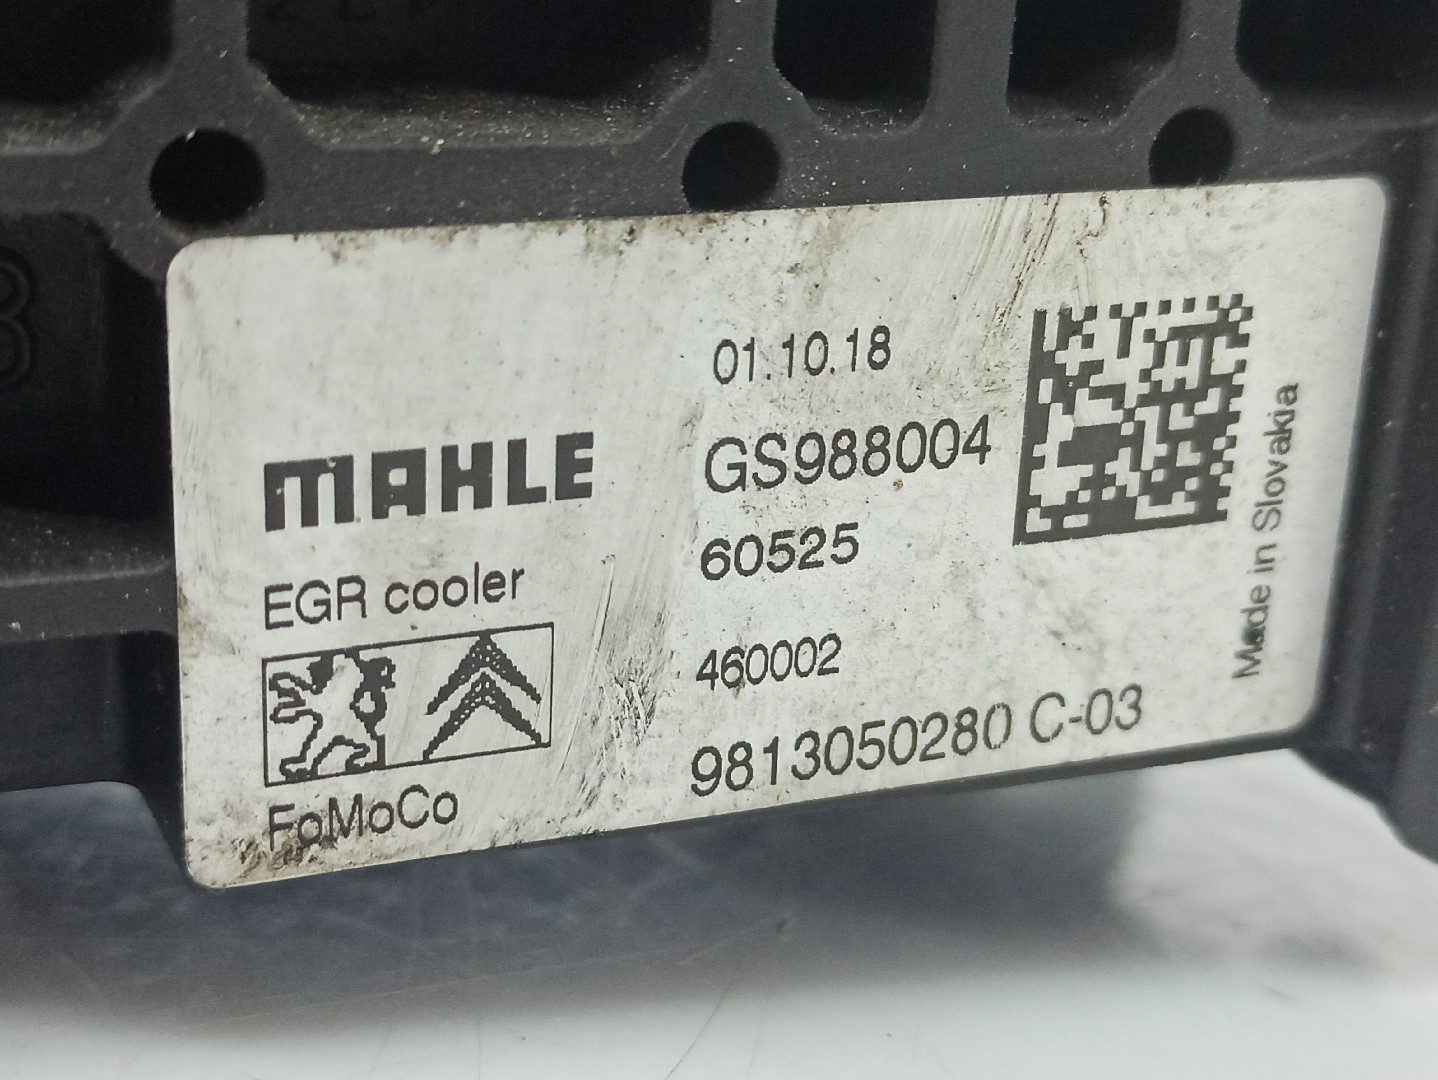 MAHLE
EGR cooler
FoMoCo
01.10.18
GS988004
60525
460002
9813050280 C-03
Made in Slovakia